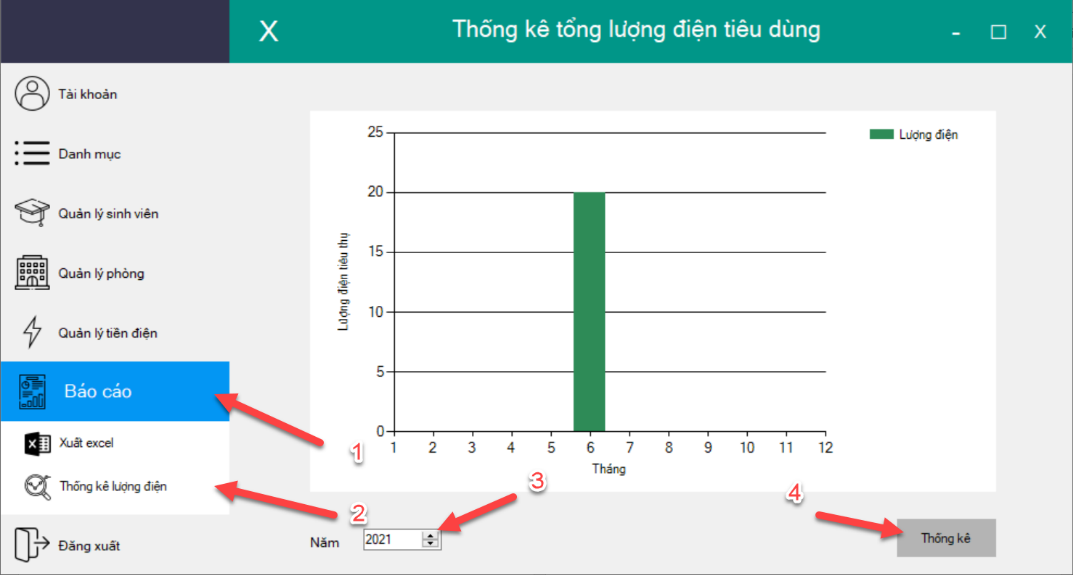 X
Thống kê tổng lượng điện tiêu dùng
- □ X
Tài khoản
Danh mục
Quản lý sinh viên
Quản lý phòng
Quản lý tiền điện
Báo cáo
Xuất excel
Thống kê lượng điện
Đăng xuất
25
20
15
10
5
0
Lượng điện tiêu thụ
1 2 3 4 5 6 7 8 9 10 11 12
Tháng
Lượng điện
1
2
3
4
Năm
2021
Thống kê